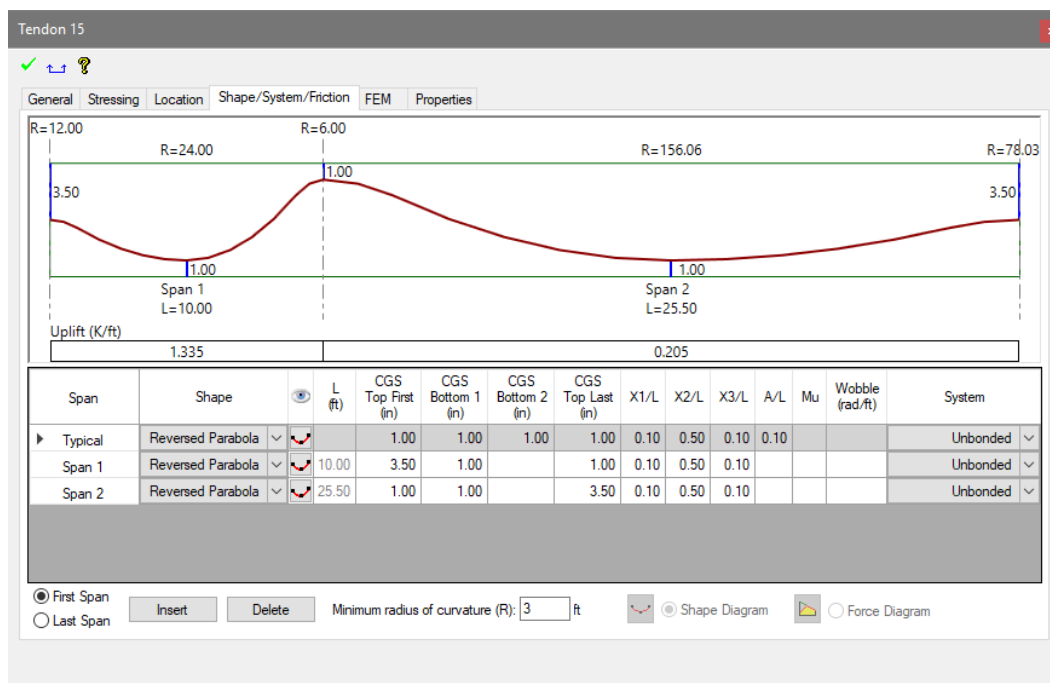 Tendon 15
General Stressing Location Shape/System/Friction FEM Properties
R=12.00 R=6.00
R=24.00 R=156.06 R=78.03
1.00
3.50 3.50
1.00 1.00
Span 1 Span 2
L=10.00 L=25.50
Uplift (K/ft)
1.335 0.205
Span Shape L (ft) CGS Top First (in) CGS Bottom 1 (in) CGS Bottom 2 (in) CGS Top Last (in) X1/L X2/L X3/L A/L Mu Wobble (rad/ft) System
Typical Reversed Parabola 1.00 1.00 1.00 1.00 0.10 0.50 0.10 0.10 Unbonded
Span 1 Reversed Parabola 10.00 3.50 1.00 1.00 0.10 0.50 0.10 Unbonded
Span 2 Reversed Parabola 25.50 1.00 1.00 3.50 0.10 0.50 0.10 Unbonded
First Span
Last Span
Insert Delete Minimum radius of curvature (R): 3 ft Shape Diagram Force Diagram